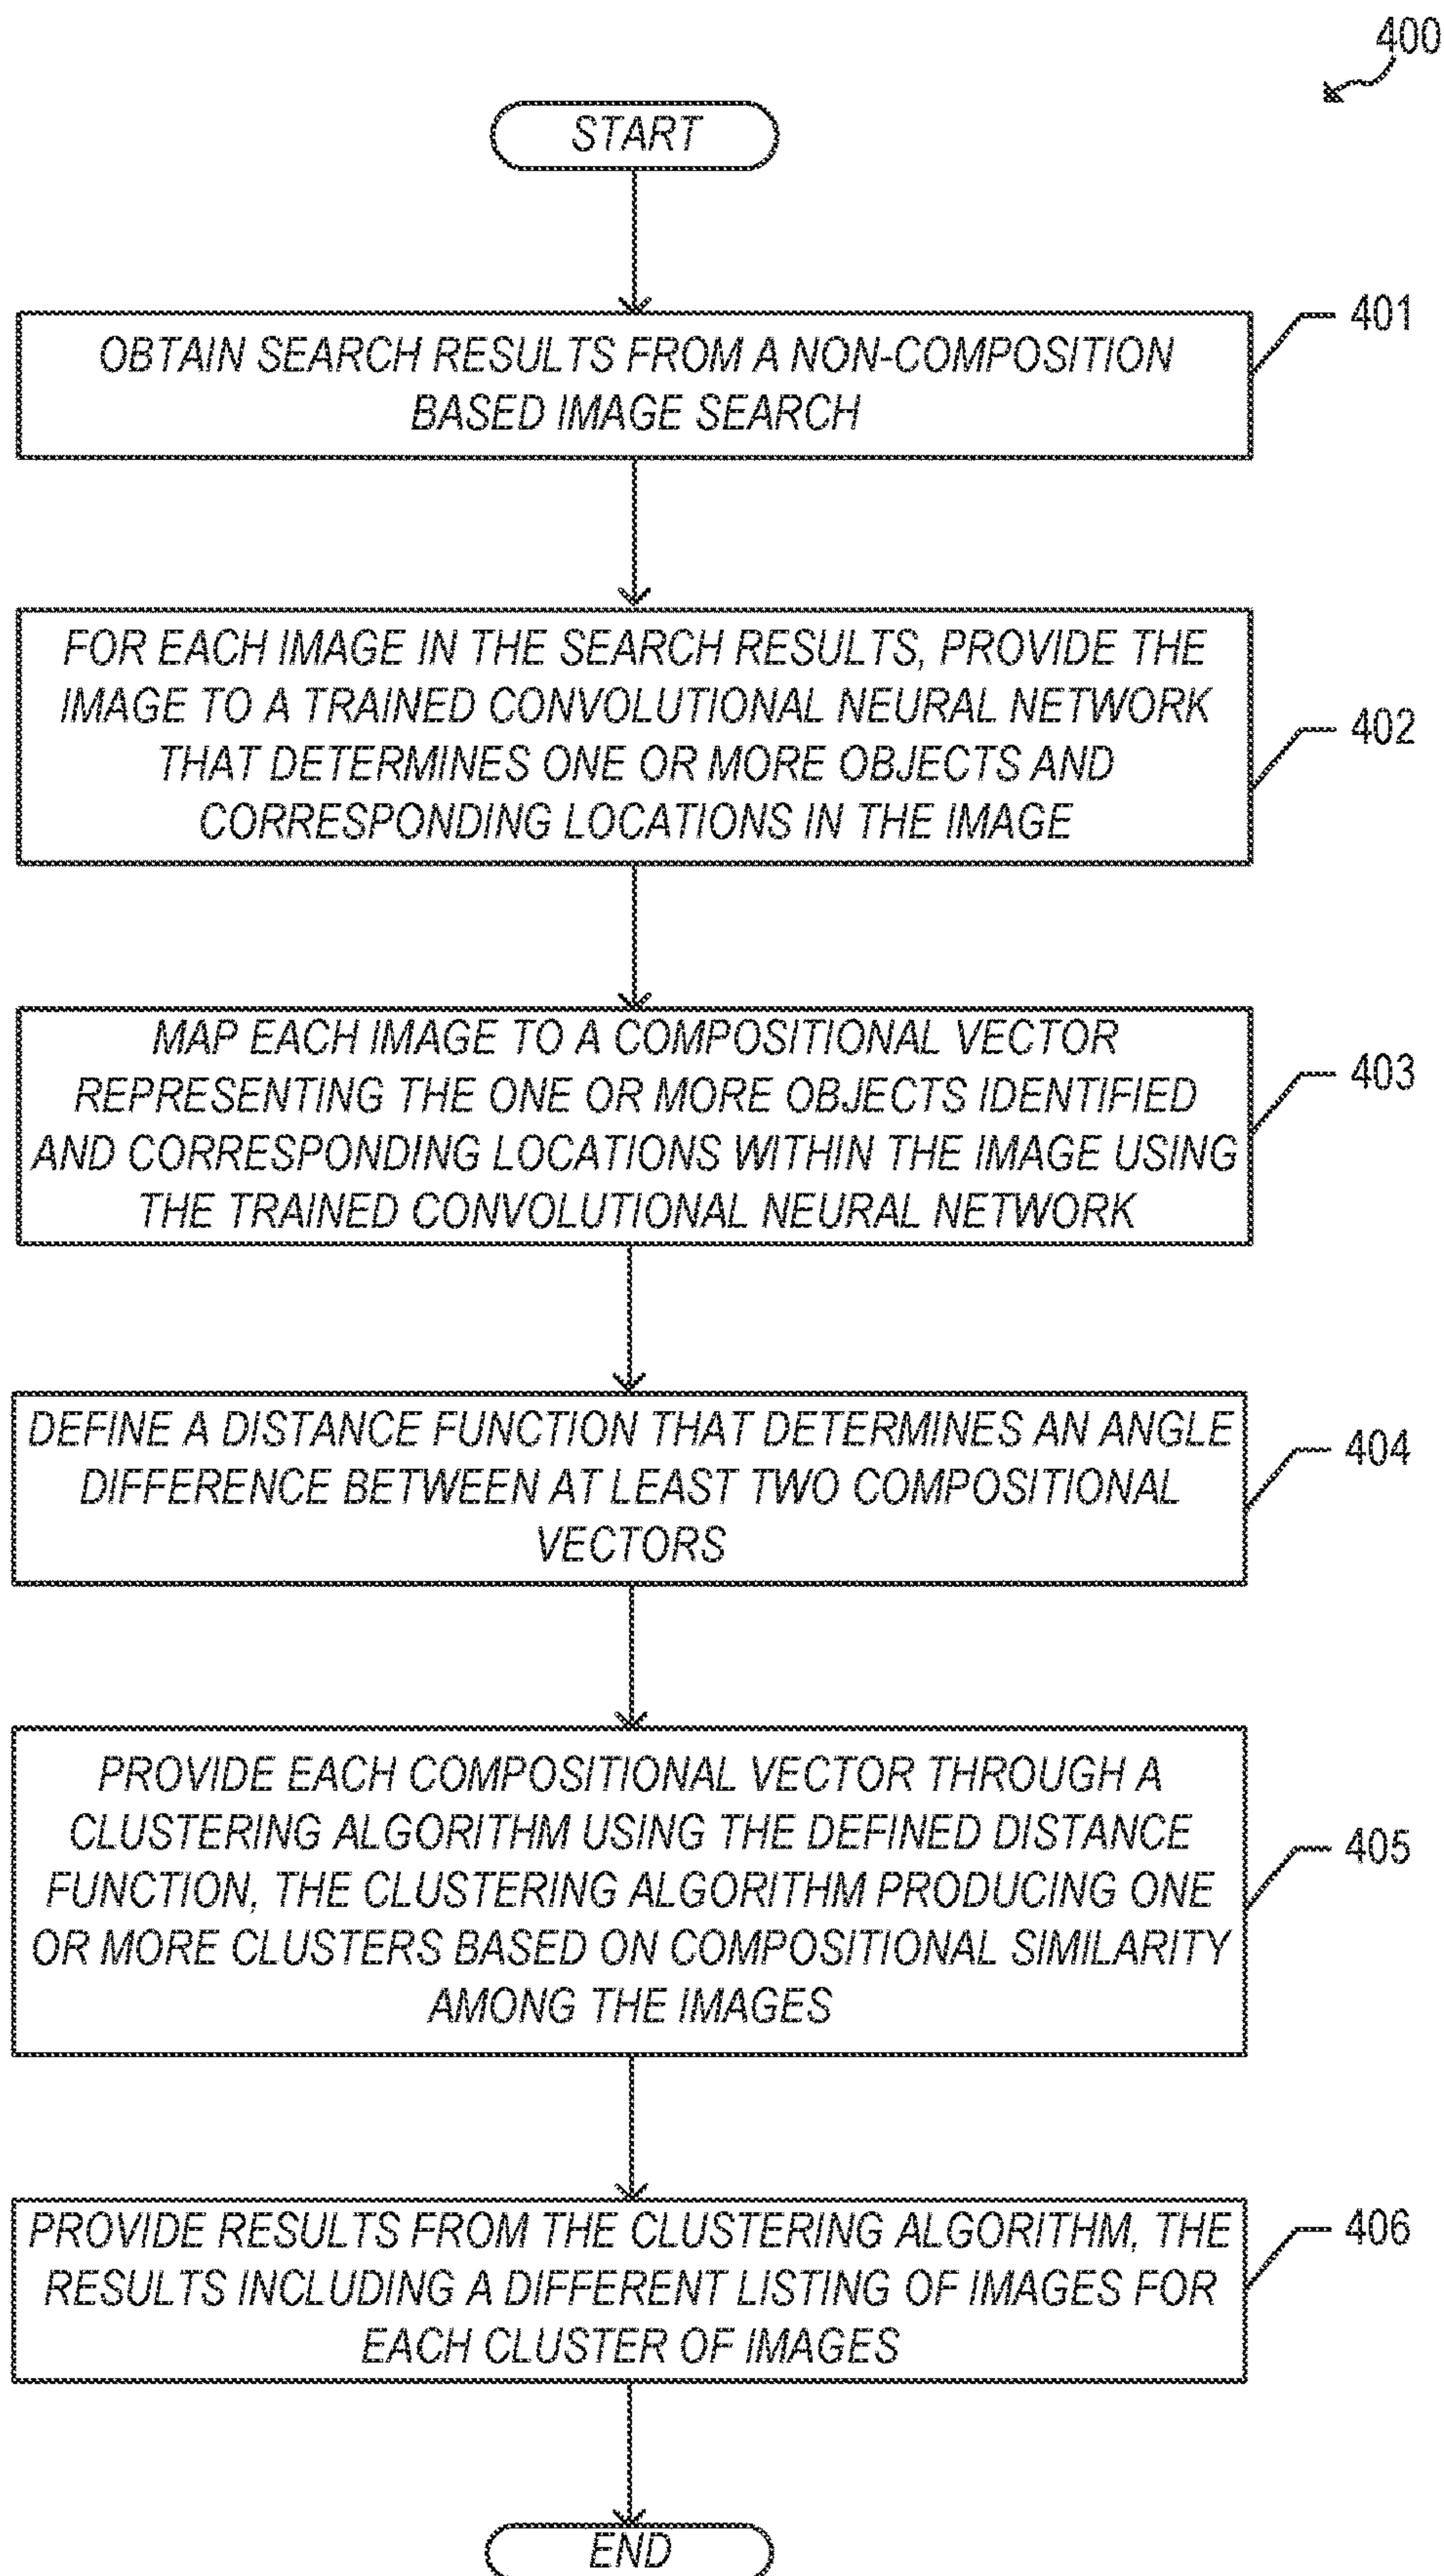 400
START
OBTAIN SEARCH RESULTS FROM A NON-COMPOSITION
BASED IMAGE SEARCH
401
FOR EACH IMAGE IN THE SEARCH RESULTS, PROVIDE THE
IMAGE TO A TRAINED CONVOLUTIONAL NEURAL NETWORK
THAT DETERMINES ONE OR MORE OBJECTS AND
CORRESPONDING LOCATIONS IN THE IMAGE
402
MAP EACH IMAGE TO A COMPOSITIONAL VECTOR
REPRESENTING THE ONE OR MORE OBJECTS IDENTIFIED
AND CORRESPONDING LOCATIONS WITHIN THE IMAGE USING
THE TRAINED CONVOLUTIONAL NEURAL NETWORK
403
DEFINE A DISTANCE FUNCTION THAT DETERMINES AN ANGLE
DIFFERENCE BETWEEN AT LEAST TWO COMPOSITIONAL
VECTORS
404
PROVIDE EACH COMPOSITIONAL VECTOR THROUGH A
CLUSTERING ALGORITHM USING THE DEFINED DISTANCE
FUNCTION, THE CLUSTERING ALGORITHM PRODUCING ONE
OR MORE CLUSTERS BASED ON COMPOSITIONAL SIMILARITY
AMONG THE IMAGES
405
PROVIDE RESULTS FROM THE CLUSTERING ALGORITHM, THE
RESULTS INCLUDING A DIFFERENT LISTING OF IMAGES FOR
EACH CLUSTER OF IMAGES
406
END